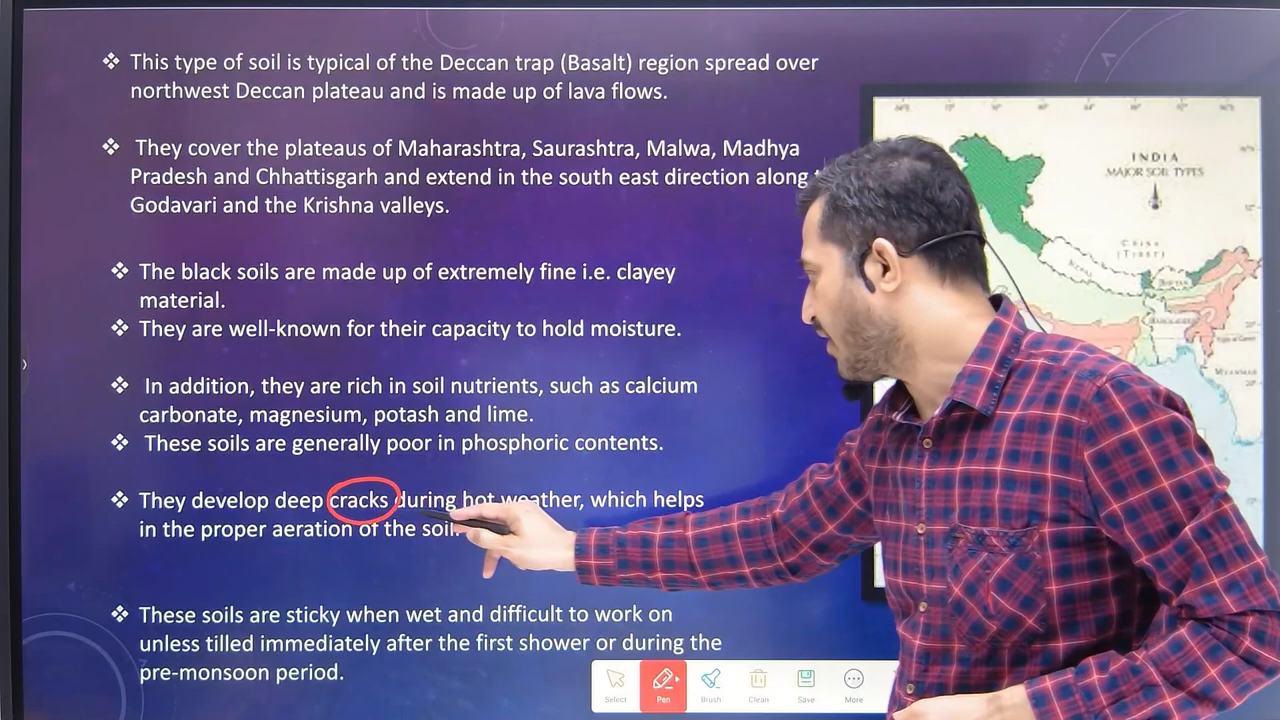 ❖ This type of soil is typical of the Deccan trap (Basalt) region spread over
northwest Deccan plateau and is made up of lava flows.
❖ They cover the plateaus of Maharashtra, Saurashtra, Malwa, Madhya
Pradesh and Chhattisgarh and extend in the south east direction along
Godavari and the Krishna valleys.
❖ The black soils are made up of extremely fine i.e. clayey
material.
❖ They are well-known for their capacity to hold moisture.
❖ In addition, they are rich in soil nutrients, such as calcium
carbonate, magnesium, potash and lime.
❖ These soils are generally poor in phosphoric contents.
❖ They develop deep cracks during hot weather, which helps
in the proper aeration of the soil.
❖ These soils are sticky when wet and difficult to work on
unless tilled immediately after the first shower or during the
pre-monsoon period.
INDIA
MAJOR SOIL TYPES
CHINA
(TIBET)
NEPAL
BHUTAN
BANGLADESH
MYANMAR
Select
Pen
Brush
Clean
Save
More